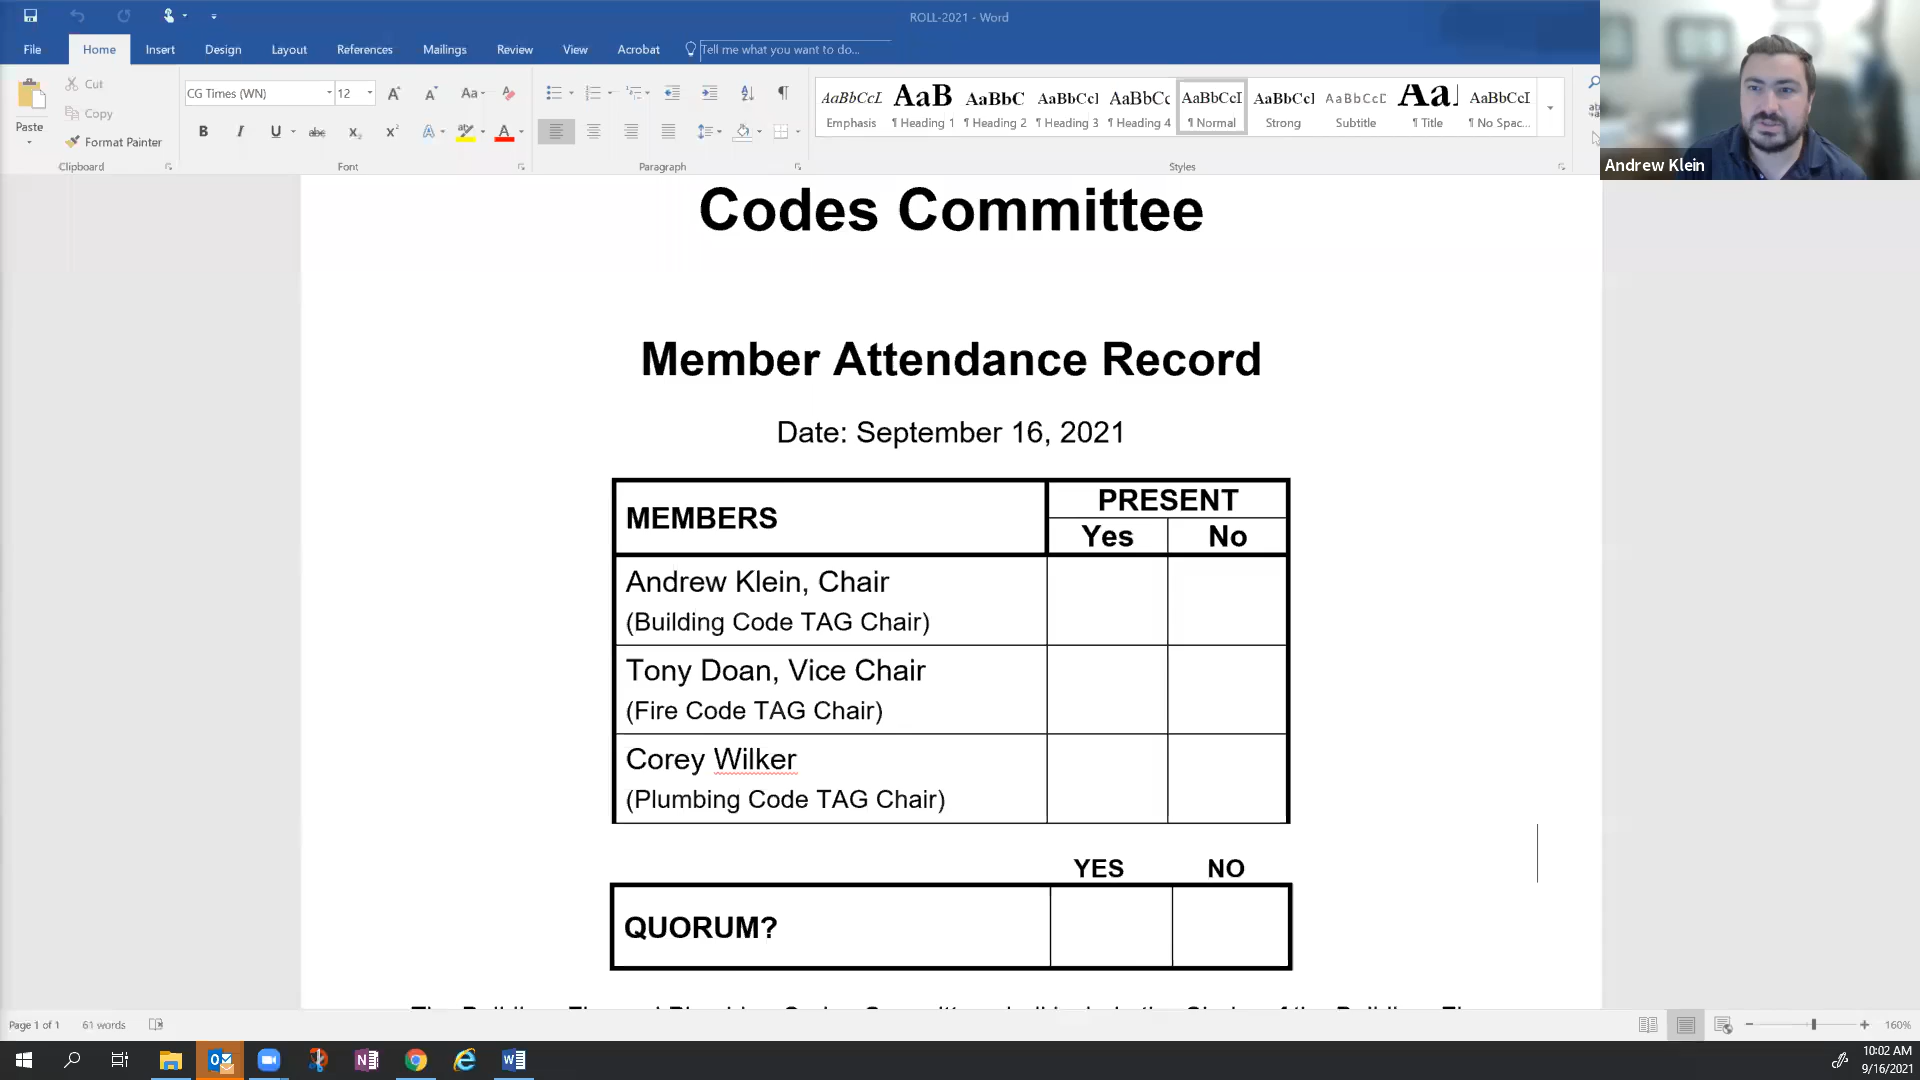 ROLL-2021 - Word
File Home Insert Design Layout References Mailings Review View Acrobat Tell me what you want to do...
Cut
Copy
Format Painter
Paste
Clipboard
CG Times (WN) 12
Font
Paragraph
AaBbCcL AaB AaBbC AaBbCcI AaBbCc AaBbCcI AaBbCcI AaBbCcD AaI AaBbCcI
Emphasis ¶ Heading 1 ¶ Heading 2 ¶ Heading 3 ¶ Heading 4 ¶ Normal Strong Subtitle ¶ Title ¶ No Spac...
Styles
Andrew Klein
Codes Committee
Member Attendance Record
Date: September 16, 2021
MEMBERS
PRESENT
Yes No
Andrew Klein, Chair
(Building Code TAG Chair)
Tony Doan, Vice Chair
(Fire Code TAG Chair)
Corey Wilker
(Plumbing Code TAG Chair)
YES NO
QUORUM?
Page 1 of 1 61 words
160%
10:02 AM
9/16/2021